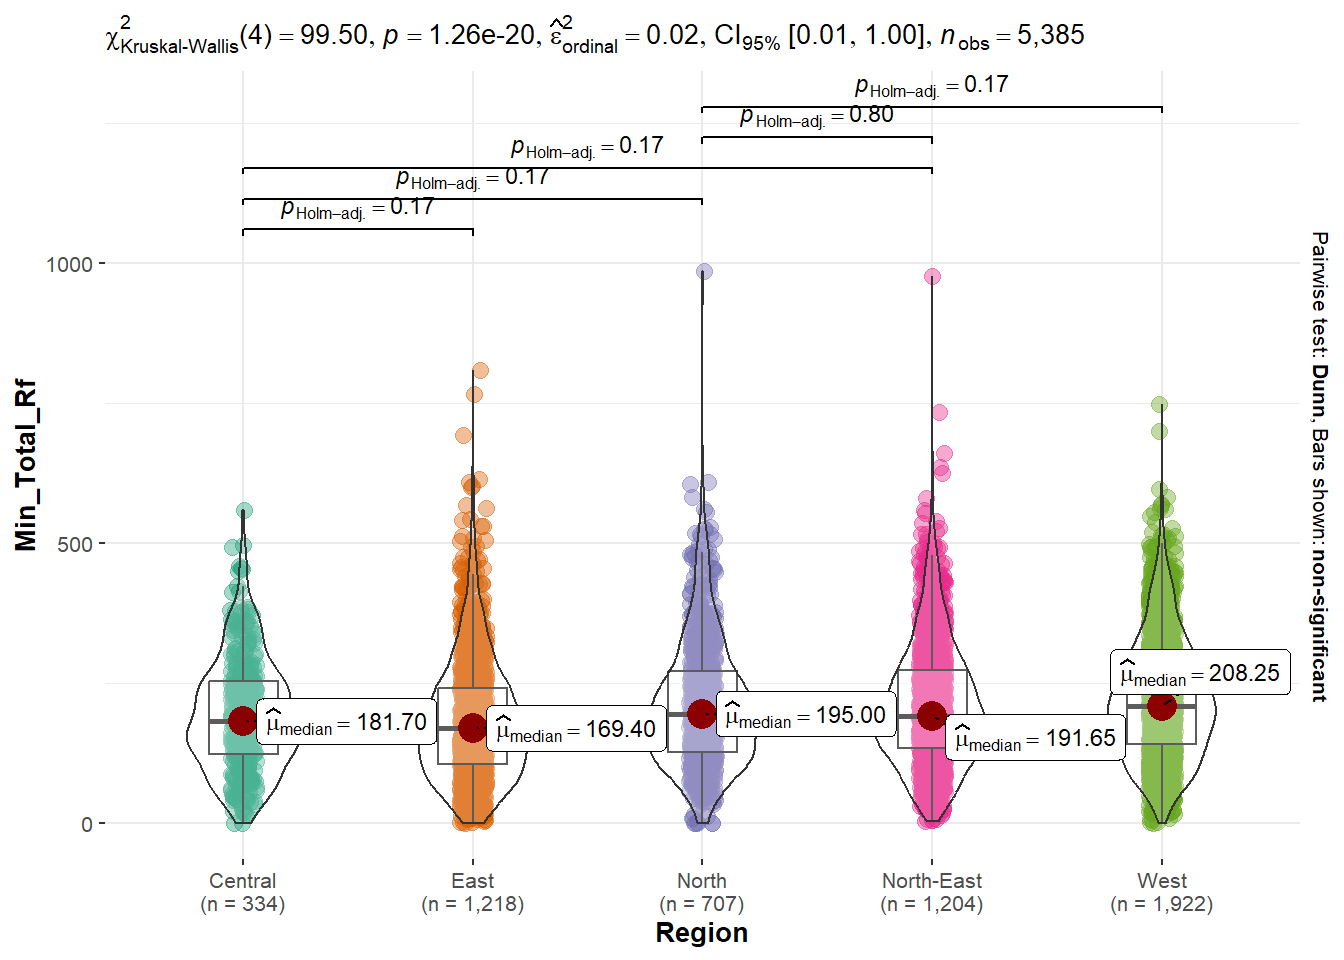 χ²Kruskal-Wallis(4) = 99.50, p = 1.26e-20, ε̂²ordinal = 0.02, CI95% [0.01, 1.00], nobs = 5,385
pHolm−adj. = 0.17
pHolm−adj. = 0.80
pHolm−adj. = 0.17
pHolm−adj. = 0.17
pHolm−adj. = 0.17
Min_Total_Rf
1000
500
0
μ̂median = 181.70
μ̂median = 169.40
μ̂median = 195.00
μ̂median = 191.65
μ̂median = 208.25
Pairwise test: Dunn, Bars shown: non-significant
Central
(n = 334)
East
(n = 1,218)
North
(n = 707)
North-East
(n = 1,204)
West
(n = 1,922)
Region